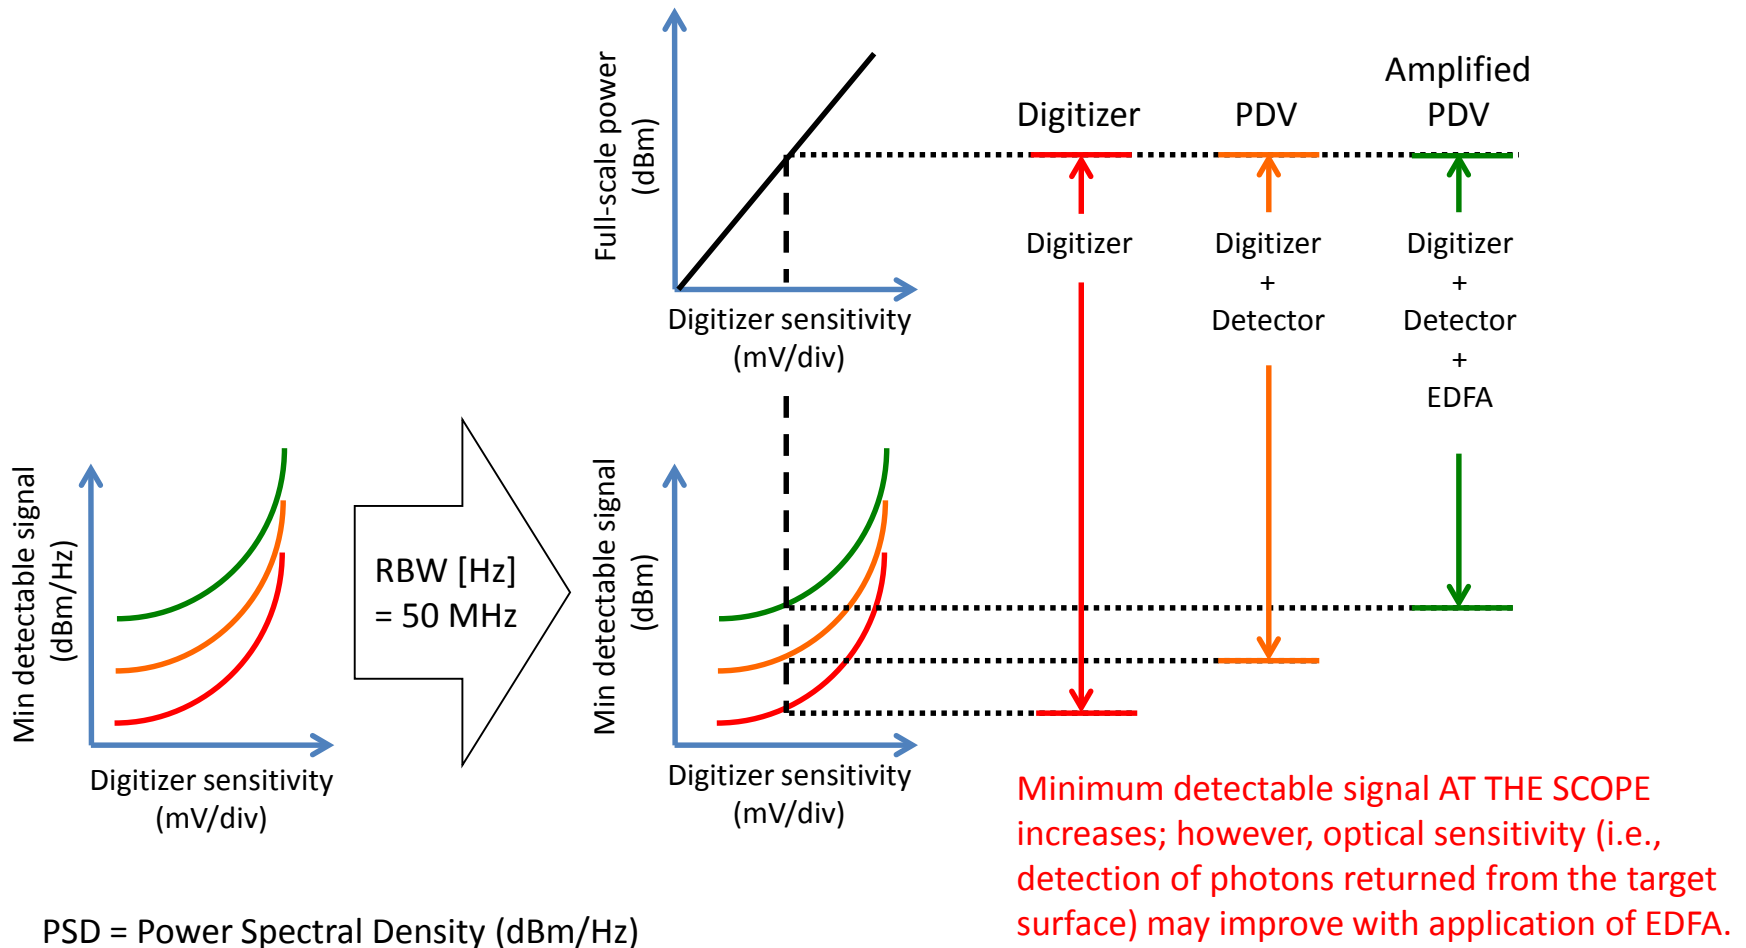 Full-scale power
(dBm)
Digitizer sensitivity
(mV/div)
Digitizer
PDV
Amplified
PDV
Digitizer
Digitizer
+
Detector
Digitizer
+
Detector
+
EDFA
Min detectable signal
(dBm/Hz)
Digitizer sensitivity
(mV/div)
RBW [Hz]
= 50 MHz
Min detectable signal
(dBm)
Digitizer sensitivity
(mV/div)
Minimum detectable signal AT THE SCOPE
increases; however, optical sensitivity (i.e.,
detection of photons returned from the target
surface) may improve with application of EDFA.
PSD = Power Spectral Density (dBm/Hz)